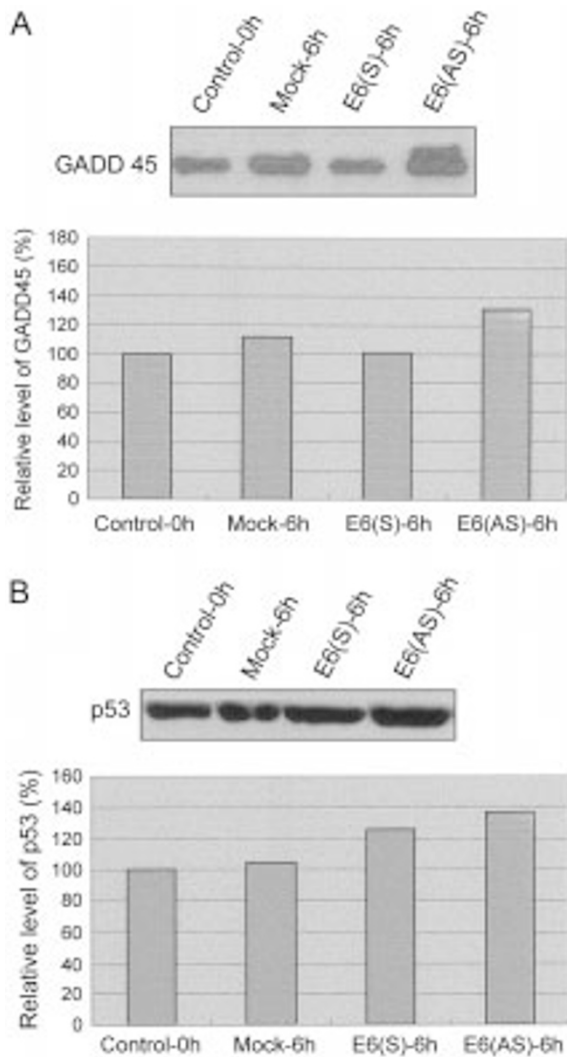 A
Control-0h Mock-6h E6(S)-6h E6(AS)-6h
GADD 45
Relative level of GADD45 (%)
180
160
140
120
100
80
60
40
20
0
Control-0h Mock-6h E6(S)-6h E6(AS)-6h
B
Control-0h Mock-6h E6(S)-6h E6(AS)-6h
p53
Relative level of p53 (%)
160
140
120
100
80
60
40
20
0
Control-0h Mock-6h E6(S)-6h E6(AS)-6h